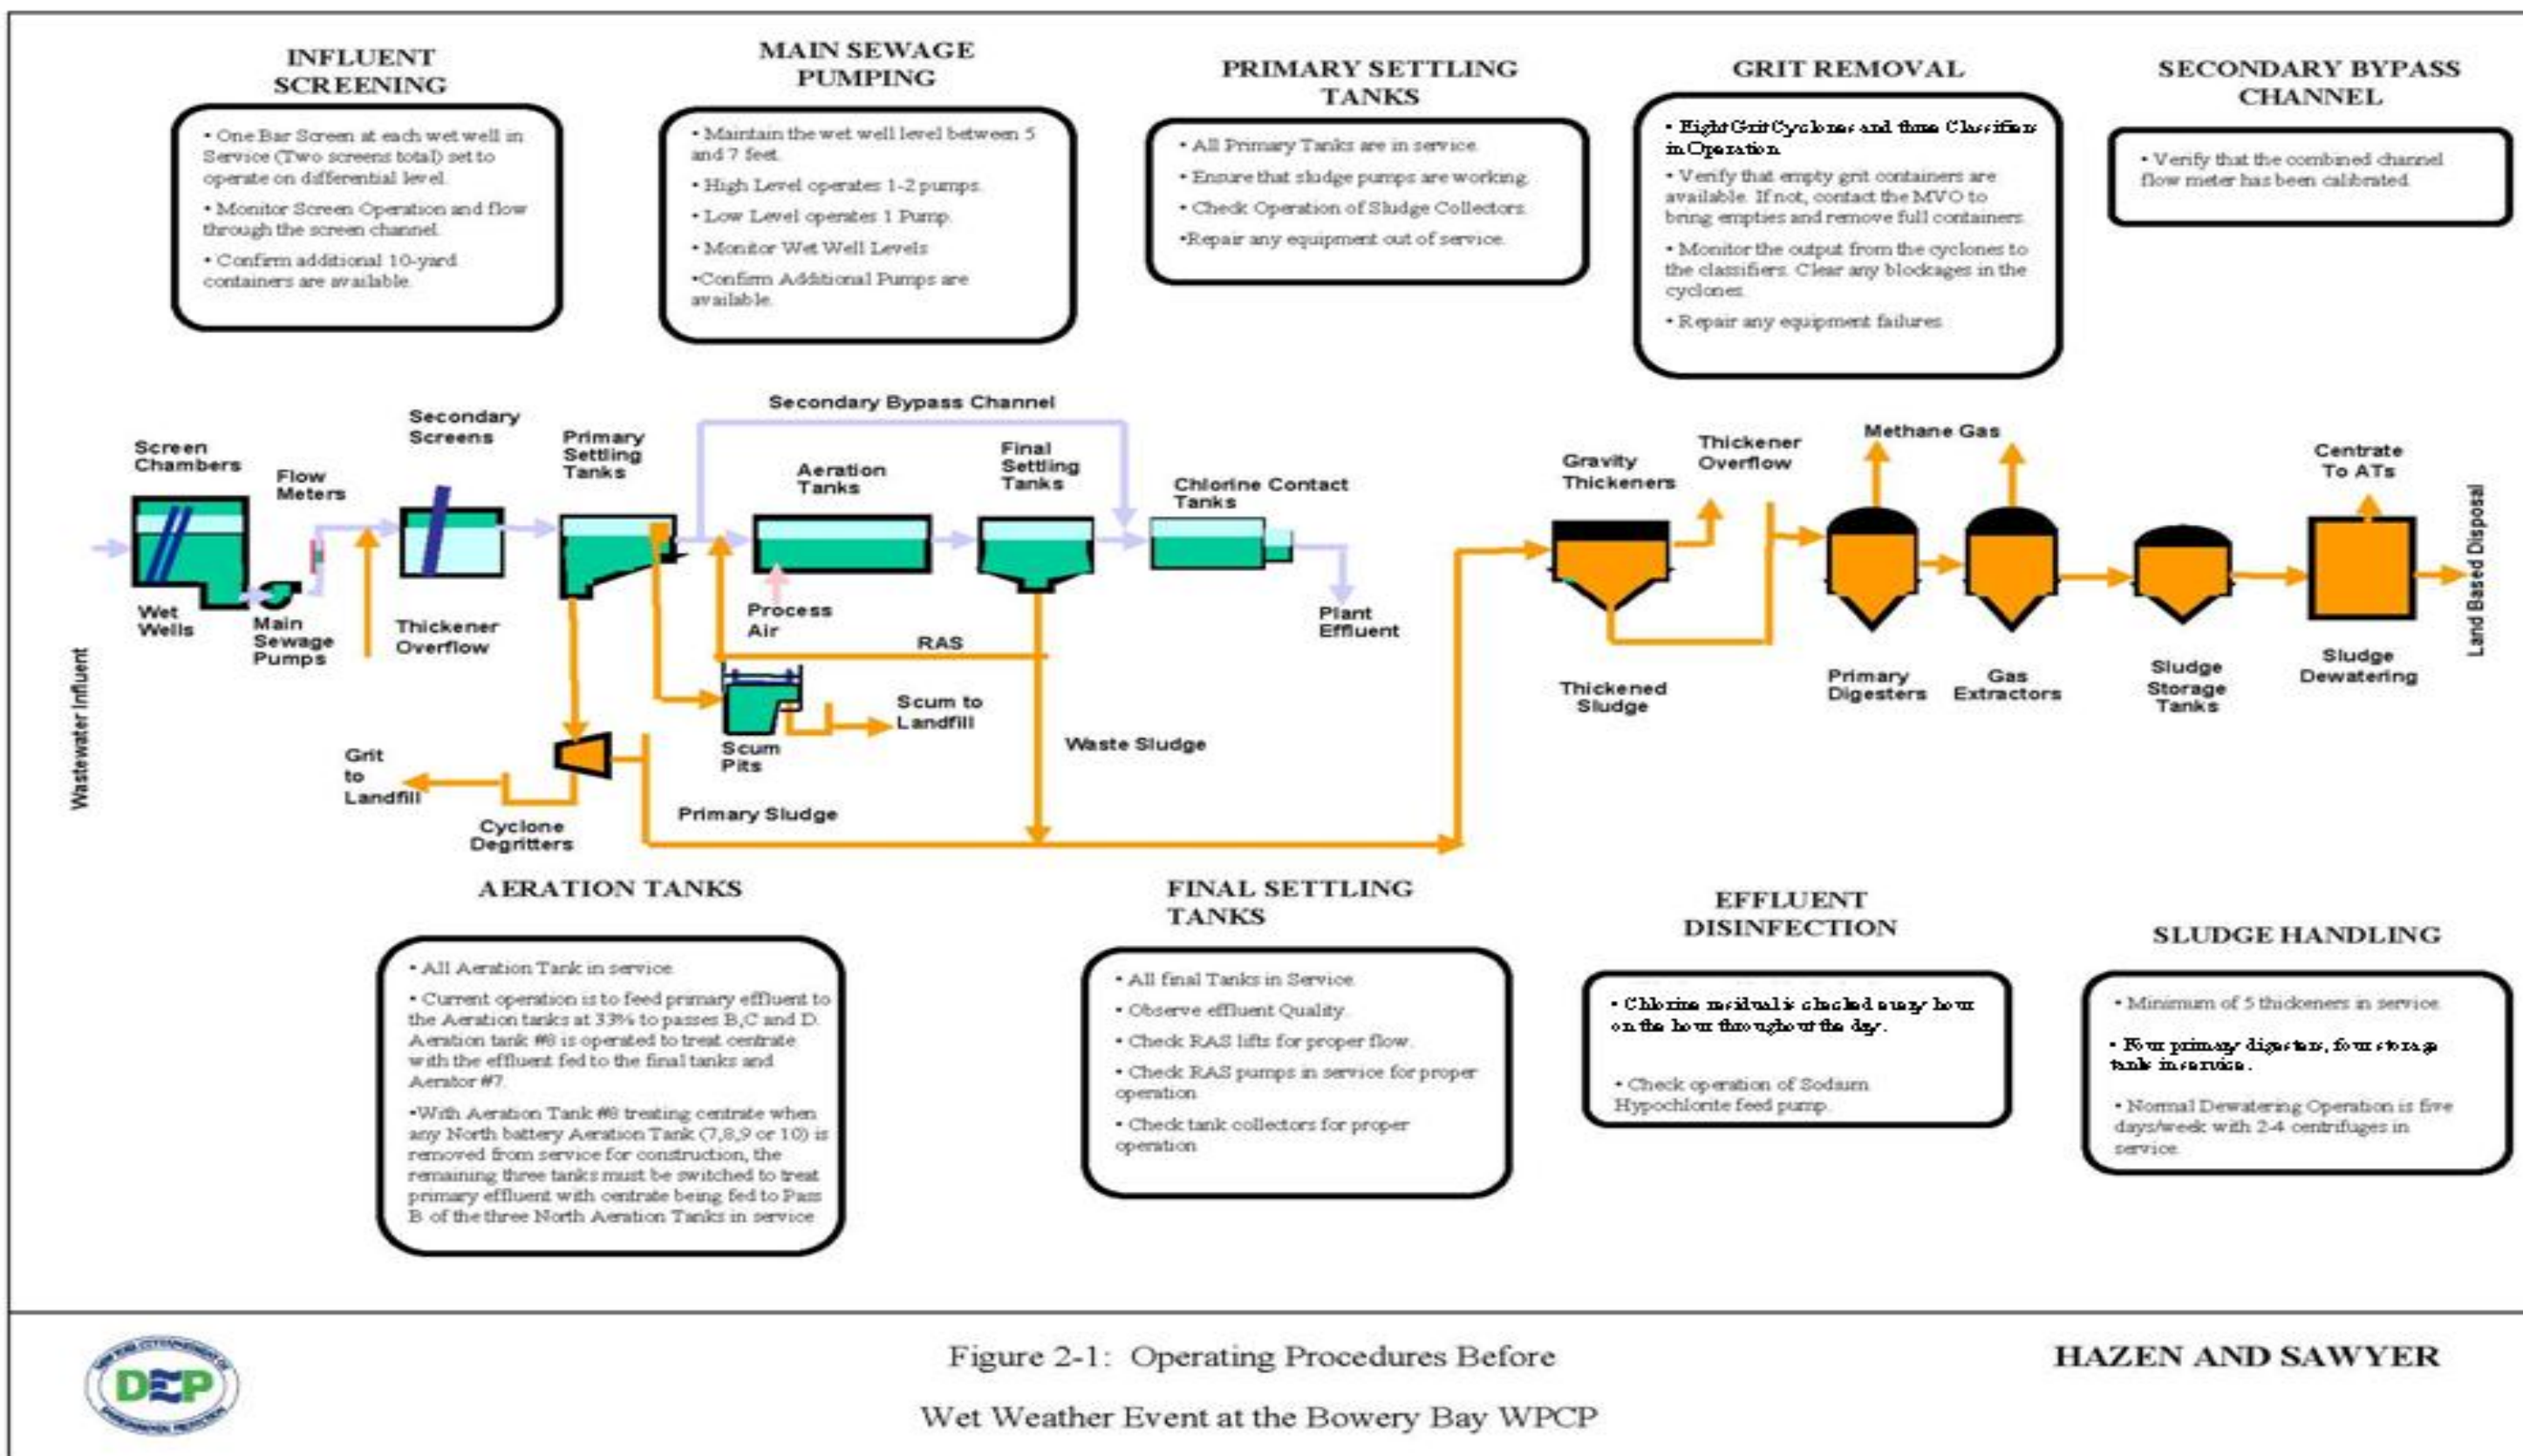 INFLUENT
SCREENING
• One Bar Screen at each wet well in
Service (Two screens total) set to
operate on differential level.
• Monitor Screen Operation and flow
through the screen channel.
• Confirm additional 10-yard
containers are available.
MAIN SEWAGE
PUMPING
• Maintain the wet well level between 5
and 7 feet.
• High Level operates 1-2 pumps.
• Low Level operates 1 Pump.
• Monitor Wet Well Levels
•Confirm Additional Pumps are
available.
PRIMARY SETTLING
TANKS
• All Primary Tanks are in service.
• Ensure that sludge pumps are working.
• Check Operation of Sludge Collectors.
•Repair any equipment out of service.
GRIT REMOVAL
• Eight Grit Cyclones and three Classifiers
in Operation
• Verify that empty grit containers are
available. If not, contact the MVO to
bring empties and remove full containers.
• Monitor the output from the cyclones to
the classifiers. Clear any blockages in the
cyclones.
• Repair any equipment failures
SECONDARY BYPASS
CHANNEL
• Verify that the combined channel
flow meter has been calibrated
Wastewater Influent
Screen
Chambers
Wet
Wells
Flow
Meters
Main
Sewage
Pumps
Secondary
Screens
Thickener
Overflow
Primary
Settling
Tanks
Secondary Bypass Channel
Aeration
Tanks
Process
Air
RAS
Final
Settling
Tanks
Chlorine Contact
Tanks
Plant
Effluent
Scum to
Landfill
Scum
Pits
Waste Sludge
Grit
to
Landfill
Cyclone
Degritters
Primary Sludge
Gravity
Thickeners
Thickener
Overflow
Thickened
Sludge
Methane Gas
Primary
Digesters
Gas
Extractors
Sludge
Storage
Tanks
Centrate
To ATs
Sludge
Dewatering
Land Based Disposal
AERATION TANKS
• All Aeration Tank in service
• Current operation is to feed primary effluent to
the Aeration tanks at 33% to passes B,C and D.
Aeration tank #8 is operated to treat centrate
with the effluent fed to the final tanks and
Aerator #7.
•With Aeration Tank #8 treating centrate when
any North battery Aeration Tank (7,8,9 or 10) is
removed from service for construction, the
remaining three tanks must be switched to treat
primary effluent with centrate being fed to Pass
B of the three North Aeration Tanks in service
FINAL SETTLING
TANKS
• All final Tanks in Service
• Observe effluent Quality.
• Check RAS lifts for proper flow.
• Check RAS pumps in service for proper
operation
• Check tank collectors for proper
operation
EFFLUENT
DISINFECTION
• Chlorine residual is checked every hour
on the hour throughout the day.
• Check operation of Sodium
Hypochlorite feed pump.
SLUDGE HANDLING
• Minimum of 5 thickeners in service.
• Four primary digesters, four storage
tanks in service.
• Normal Dewatering Operation is five
days/week with 2-4 centrifuges in
service.
NEW YORK CITY DEPARTMENT OF
DEP
ENVIRONMENTAL PROTECTION
Figure 2-1: Operating Procedures Before
Wet Weather Event at the Bowery Bay WPCP
HAZEN AND SAWYER